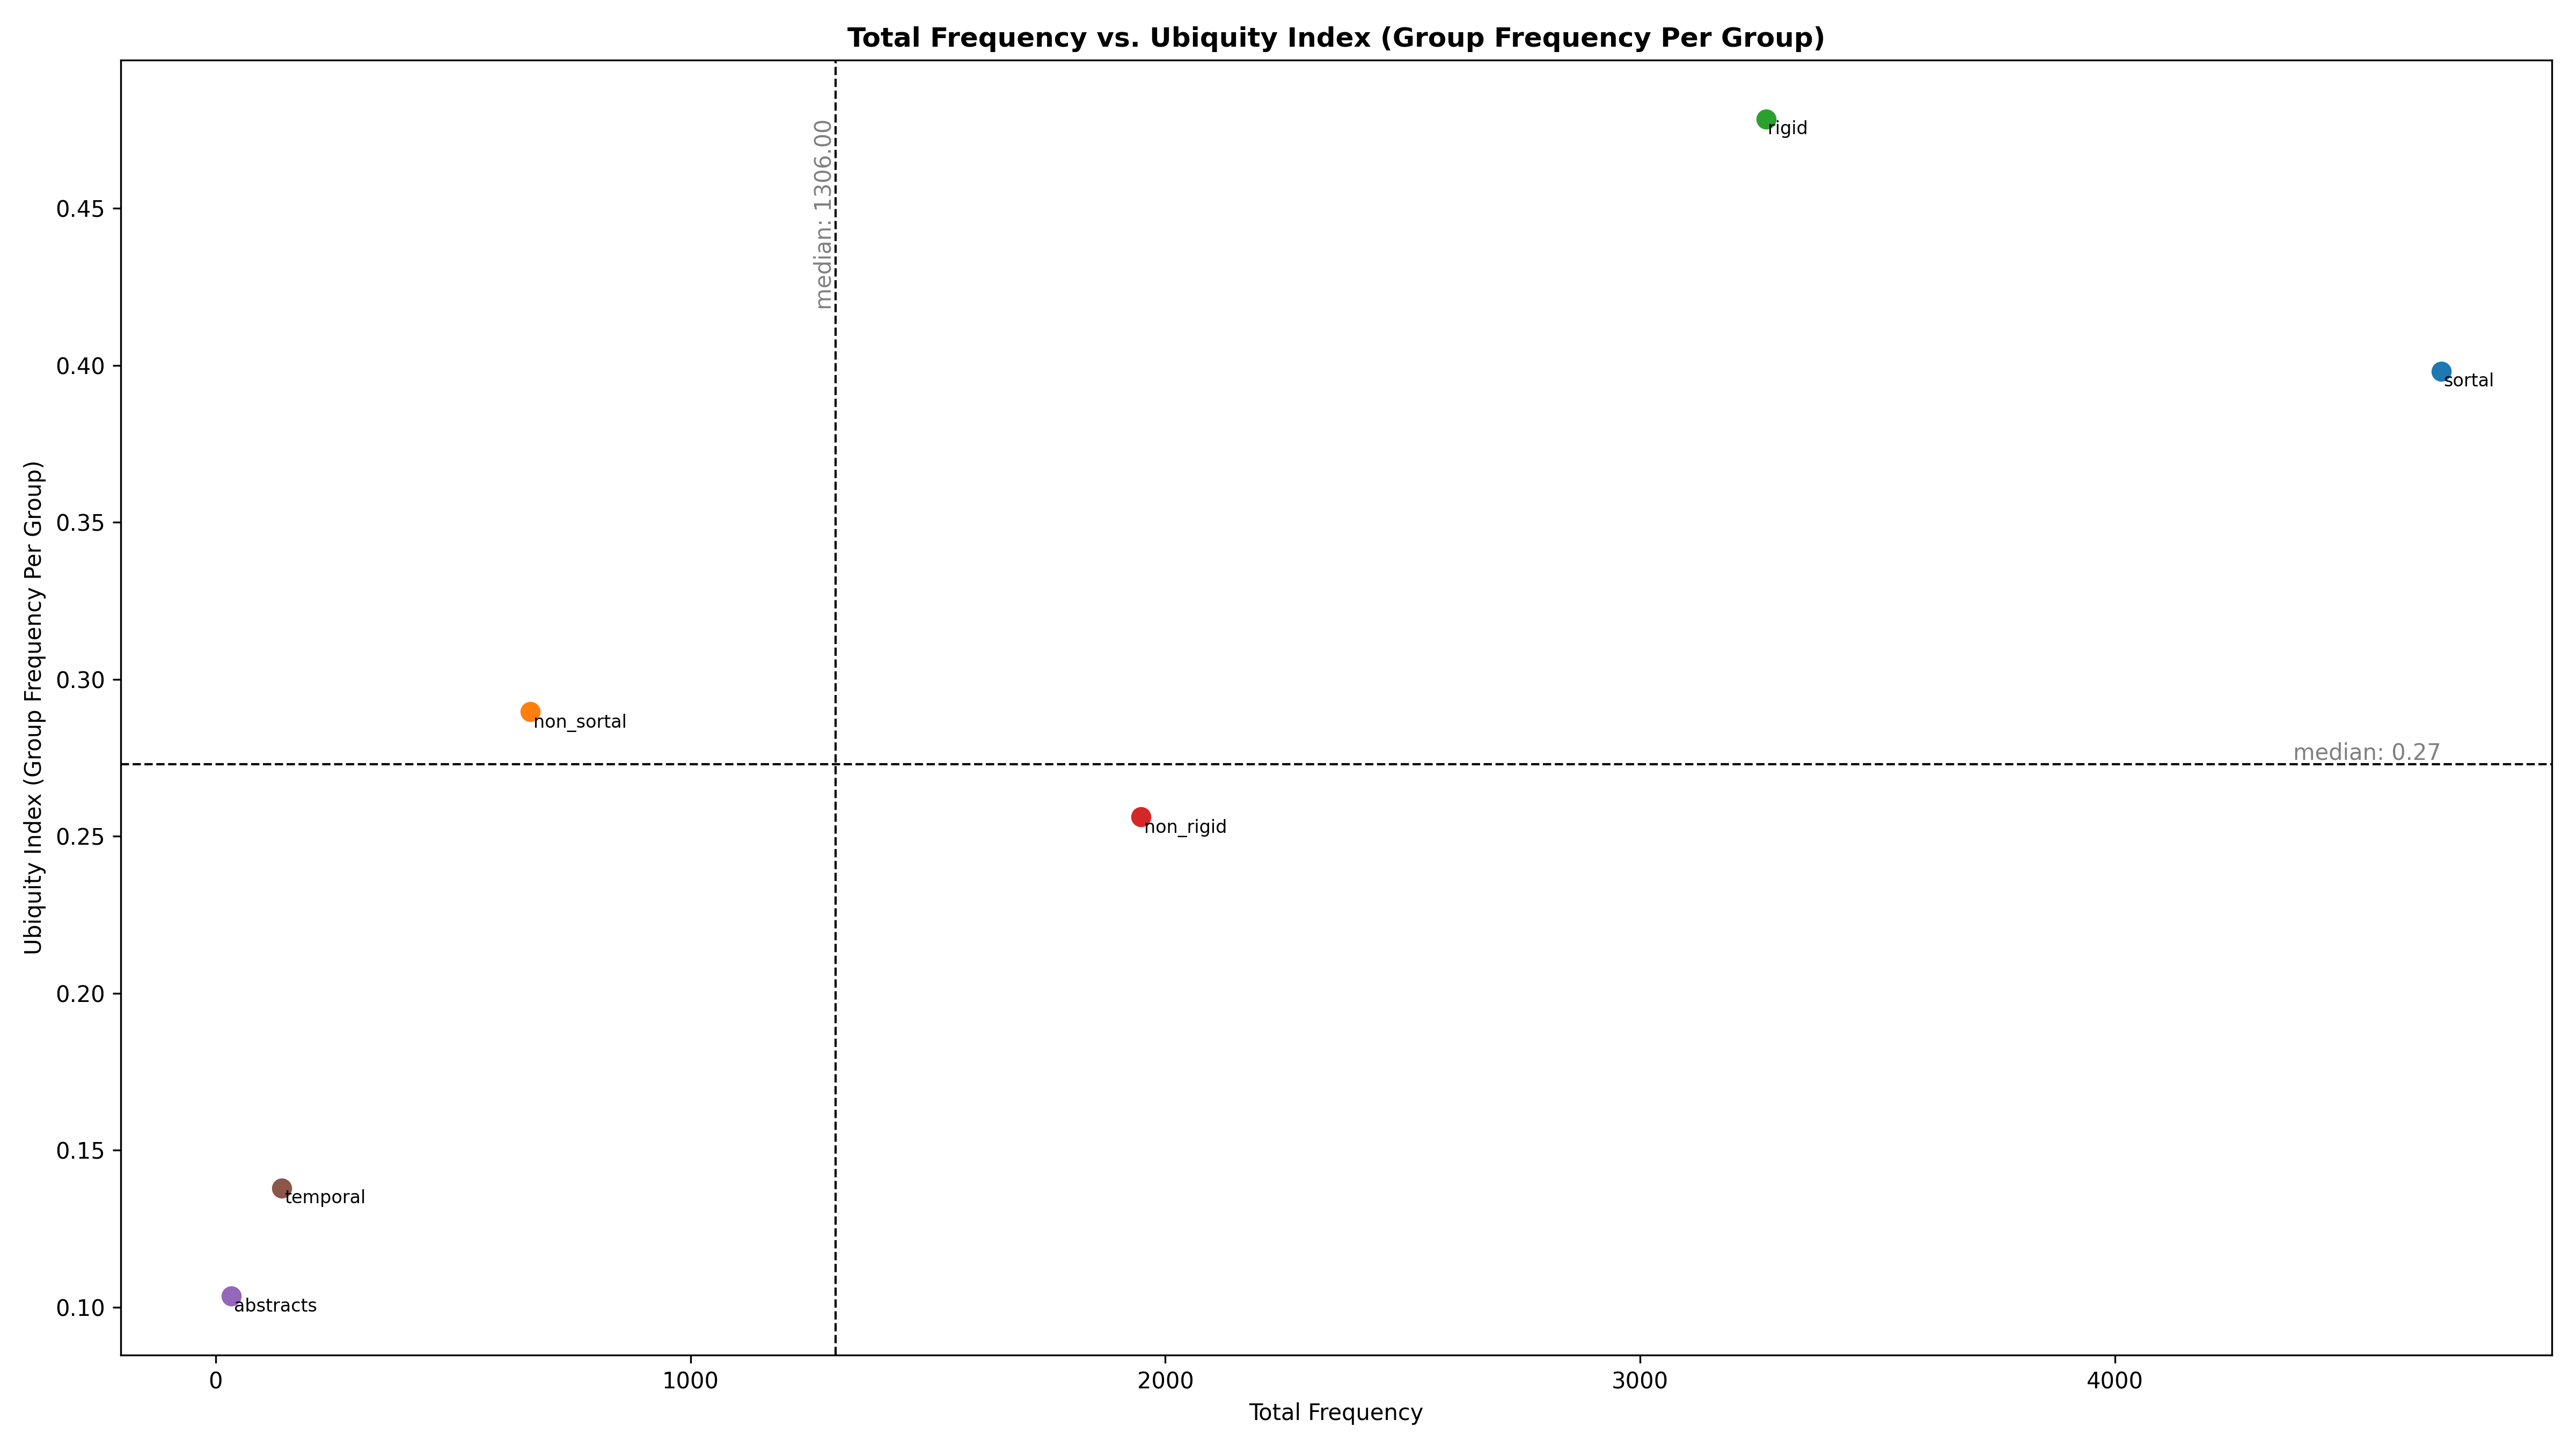 Total Frequency vs. Ubiquity Index (Group Frequency Per Group)
Ubiquity Index (Group Frequency Per Group)
0.45
0.40
0.35
0.30
0.25
0.20
0.15
0.10
median: 1306.00
rigid
sortal
non_sortal
median: 0.27
non_rigid
temporal
abstracts
0
1000
2000
3000
4000
Total Frequency